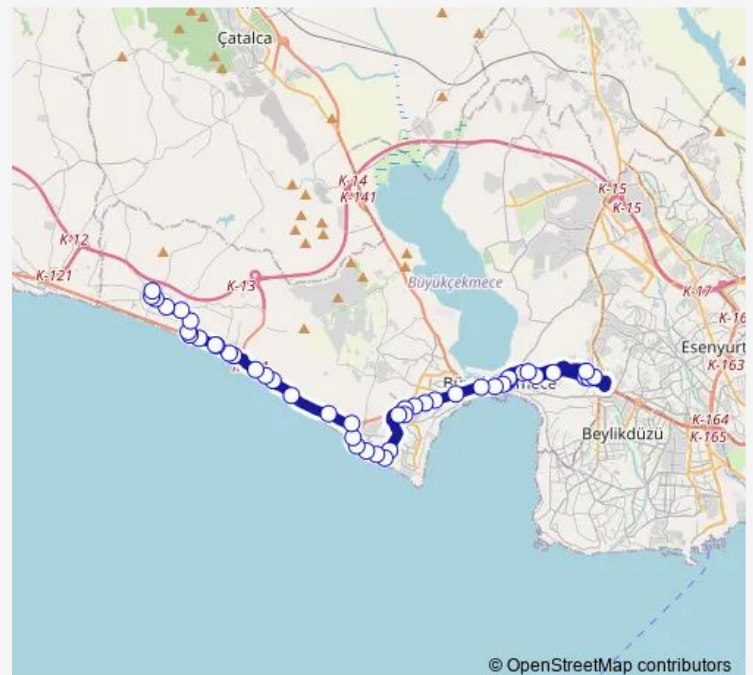 Çatalca
K-14
K-141
K-15
K-15
K-12
K-121
K-13
Büyükçekmece
K-17
K-16
Esenyurt
K-163
K-164
K-165
Beylikdüzü
© OpenStreetMap contributors